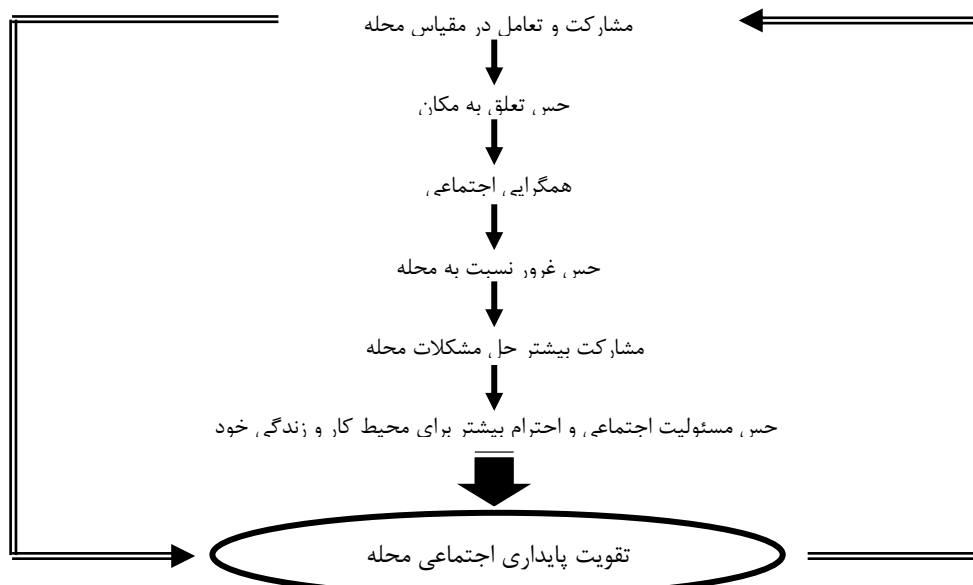 مشارکت و تعامل در مقیاس محله
حس تعلق به مکان
همگرایی اجتماعی
حس غرور نسبت به محله
مشارکت بیشتر حل مشکلات محله
حس مسئولیت اجتماعی و احترام بیشتر برای محیط کار و زندگی خود
تقویت پایداری اجتماعی محله